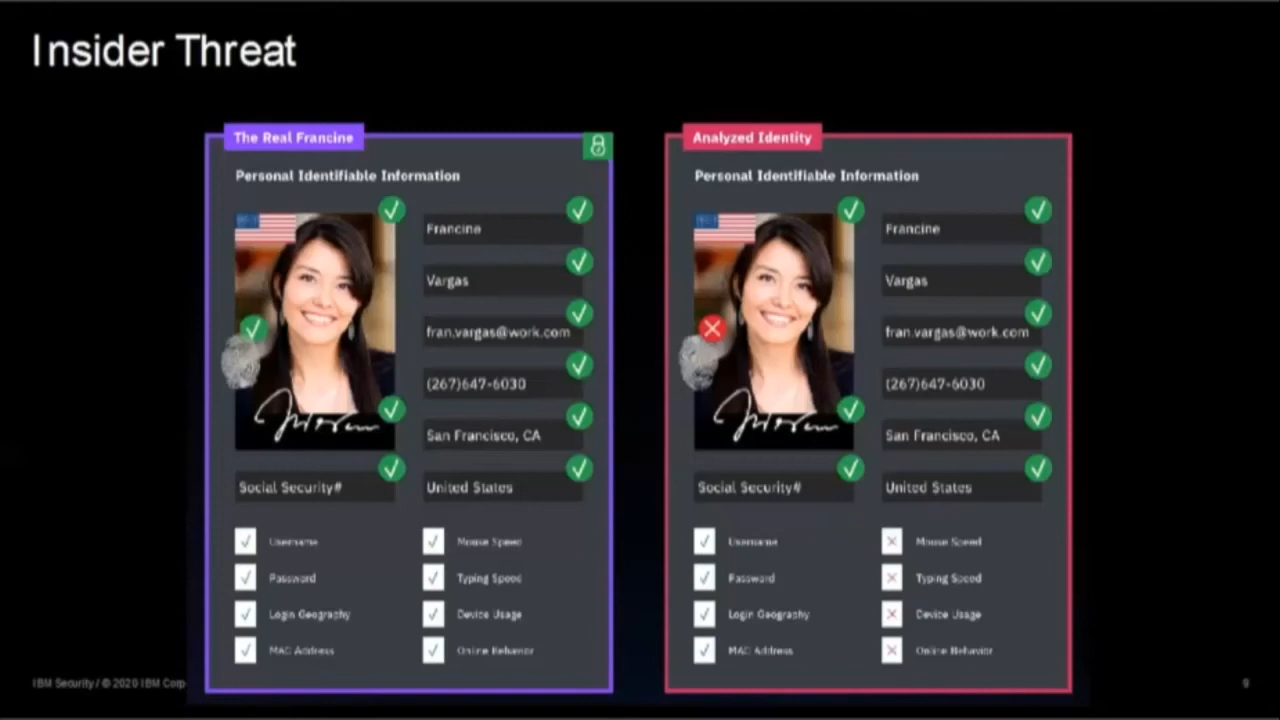 Insider Threat
The Real Francine
Personal Identifiable Information
Francine
Vargas
fran.vargas@work.com
(267)647-6030
San Francisco, CA
Social Security#
United States
Username
Mouse Speed
Password
Typing Speed
Login Geography
Device Usage
MAC Address
Online Behavior
Analyzed Identity
Personal Identifiable Information
Francine
Vargas
fran.vargas@work.com
(267)647-6030
San Francisco, CA
Social Security#
United States
Username
Mouse Speed
Password
Typing Speed
Login Geography
Device Usage
MAC Address
Online Behavior
IBM Security / © 2020 IBM Corp
9